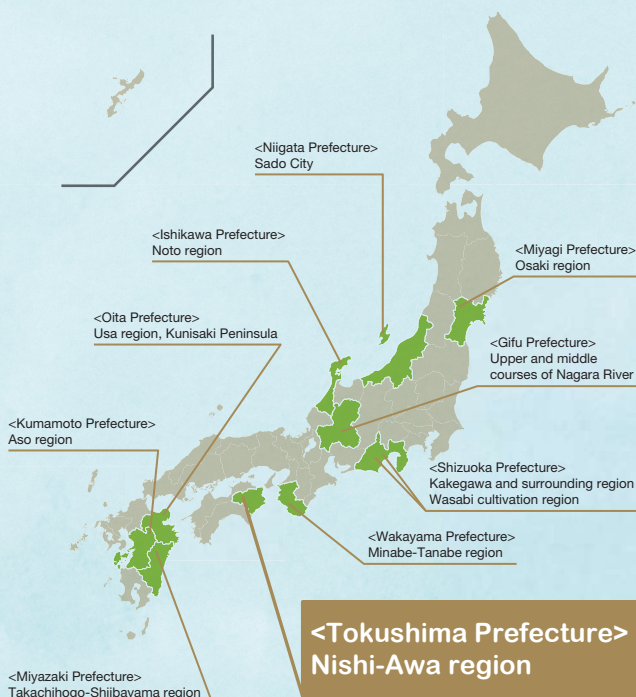 <Niigata Prefecture>
Sado City
<Ishikawa Prefecture>
Noto region
<Miyagi Prefecture>
Osaki region
<Oita Prefecture>
Usa region, Kunisaki Peninsula
<Gifu Prefecture>
Upper and middle
courses of Nagara River
<Kumamoto Prefecture>
Aso region
<Shizuoka Prefecture>
Kakegawa and surrounding region
Wasabi cultivation region
<Wakayama Prefecture>
Minabe-Tanabe region
<Tokushima Prefecture>
Nishi-Awa region
<Miyazaki Prefecture>
Takachihogo-Shiibayama region